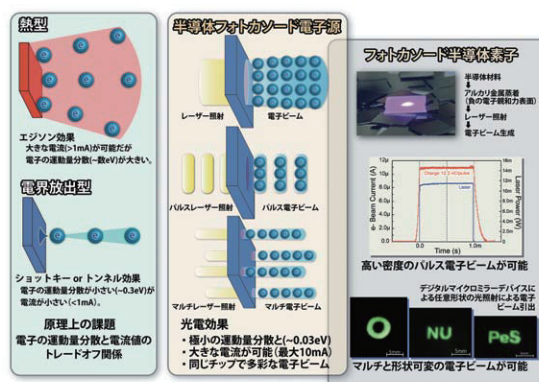 熱型
エジソン効果
大きな電流(>1mA)が可能だが
電子の運動量分散(~数eV)が大きい。
電界放出型
ショットキー or トンネル効果
電子の運動量分散が小さい(~0.3eV)が
電流が小さい(<1mA)。
原理上の課題
電子の運動量分散と電流値の
トレードオフ関係
半導体フォトカソード電子源
レーザー照射
電子ビーム
パルスレーザー照射
パルス電子ビーム
マルチレーザー照射
マルチ電子ビーム
光電効果
・極小の運動量分散と(~0.03eV)
・大きな電流が可能(最大10mA)
・同じチップで多彩な電子ビーム
フォトカソード半導体素子
半導体材料
アルカリ金属蒸着
(負の電子親和力表面)
レーザー照射
電子ビーム生成
e- Beam Current (A)
Laser Power (W)
Laser
Time (s)
0.0
1.0m
高い密度のパルス電子ビームが可能
デジタルマイクロミラーデバイスに
よる任意形状の光照射による電子
ビーム引出
NU
PeS
マルチと形状可変の電子ビームが可能